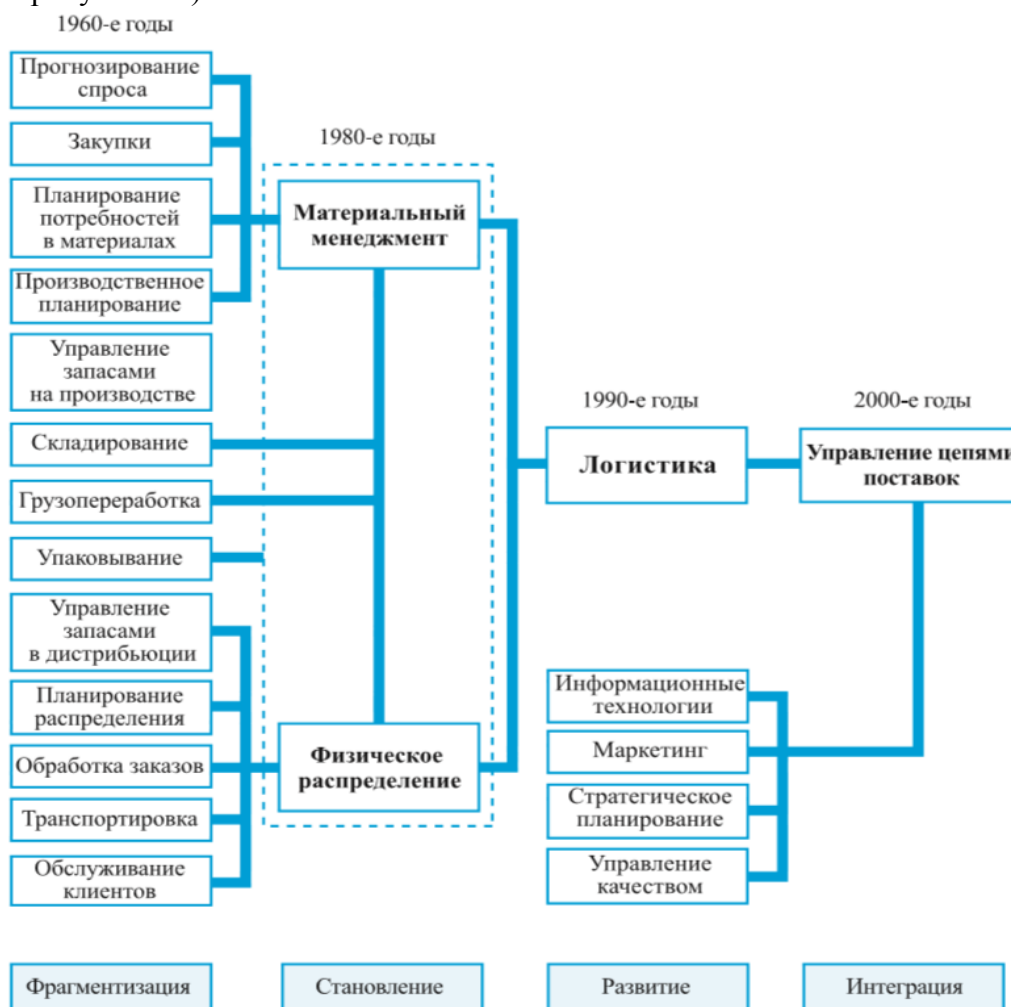 1960-е годы
Прогнозирование
спроса
Закупки
Планирование
потребностей
в материалах
Производственное
планирование
Управление
запасами
на производстве
Складирование
Грузопереработка
Упаковывание
Управление
запасами
в дистрибьюции
Планирование
распределения
Обработка заказов
Транспортировка
Обслуживание
клиентов
1980-е годы
Материальный
менеджмент
Физическое
распределение
1990-е годы
Логистика
2000-е годы
Управление цепями
поставок
Информационные
технологии
Маркетинг
Стратегическое
планирование
Управление
качеством
Фрагментизация
Становление
Развитие
Интеграция